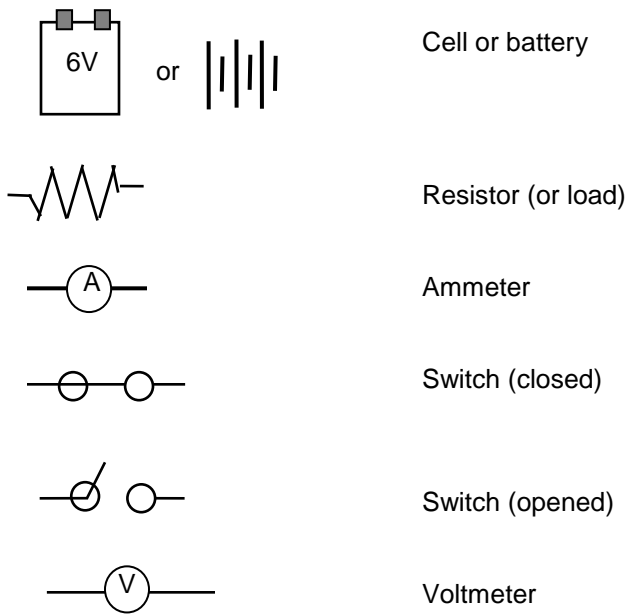 6V or Cell or battery
Resistor (or load)
A Ammeter
Switch (closed)
Switch (opened)
V Voltmeter